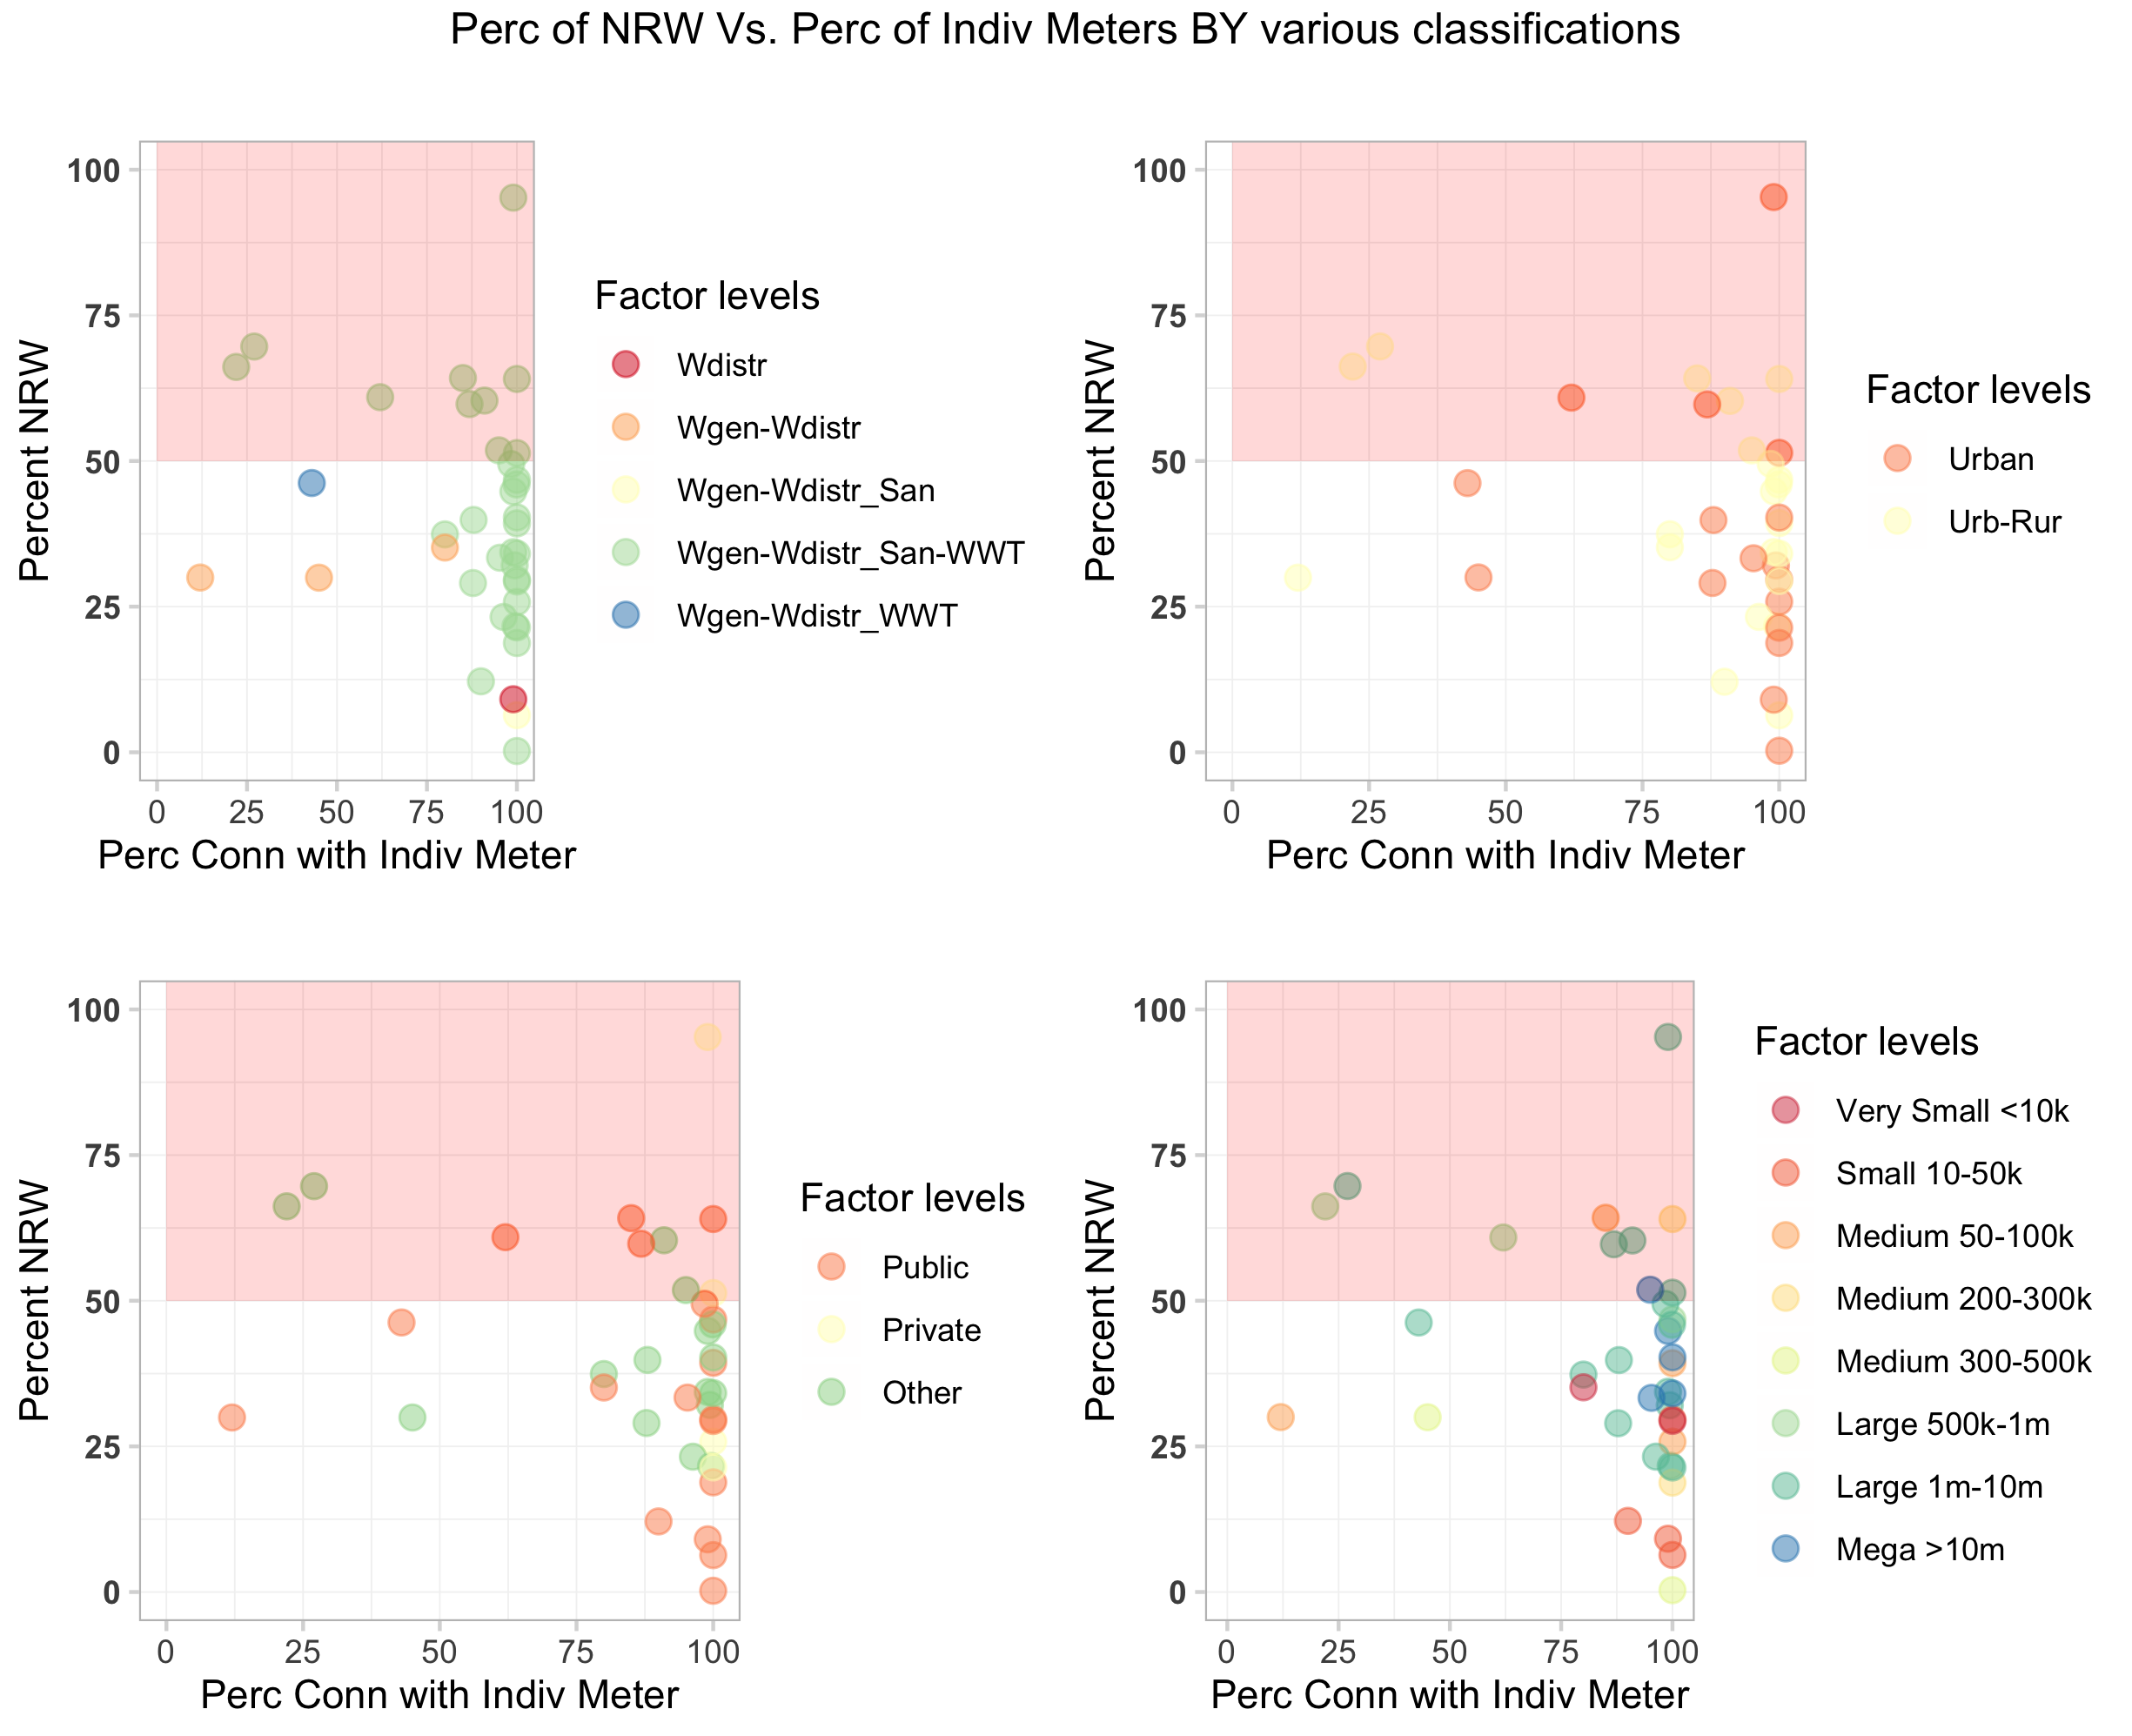 Perc of NRW Vs. Perc of Indiv Meters BY various classifications
Percent NRW
100
75
50
25
0
0 25 50 75 100
Perc Conn with Indiv Meter
Factor levels
Wdistr
Wgen-Wdistr
Wgen-Wdistr_San
Wgen-Wdistr_San-WWT
Wgen-Wdistr_WWT
Percent NRW
100
75
50
25
0
0 25 50 75 100
Perc Conn with Indiv Meter
Factor levels
Urban
Urb-Rur
Percent NRW
100
75
50
25
0
0 25 50 75 100
Perc Conn with Indiv Meter
Factor levels
Public
Private
Other
Percent NRW
100
75
50
25
0
0 25 50 75 100
Perc Conn with Indiv Meter
Factor levels
Very Small <10k
Small 10-50k
Medium 50-100k
Medium 200-300k
Medium 300-500k
Large 500k-1m
Large 1m-10m
Mega >10m